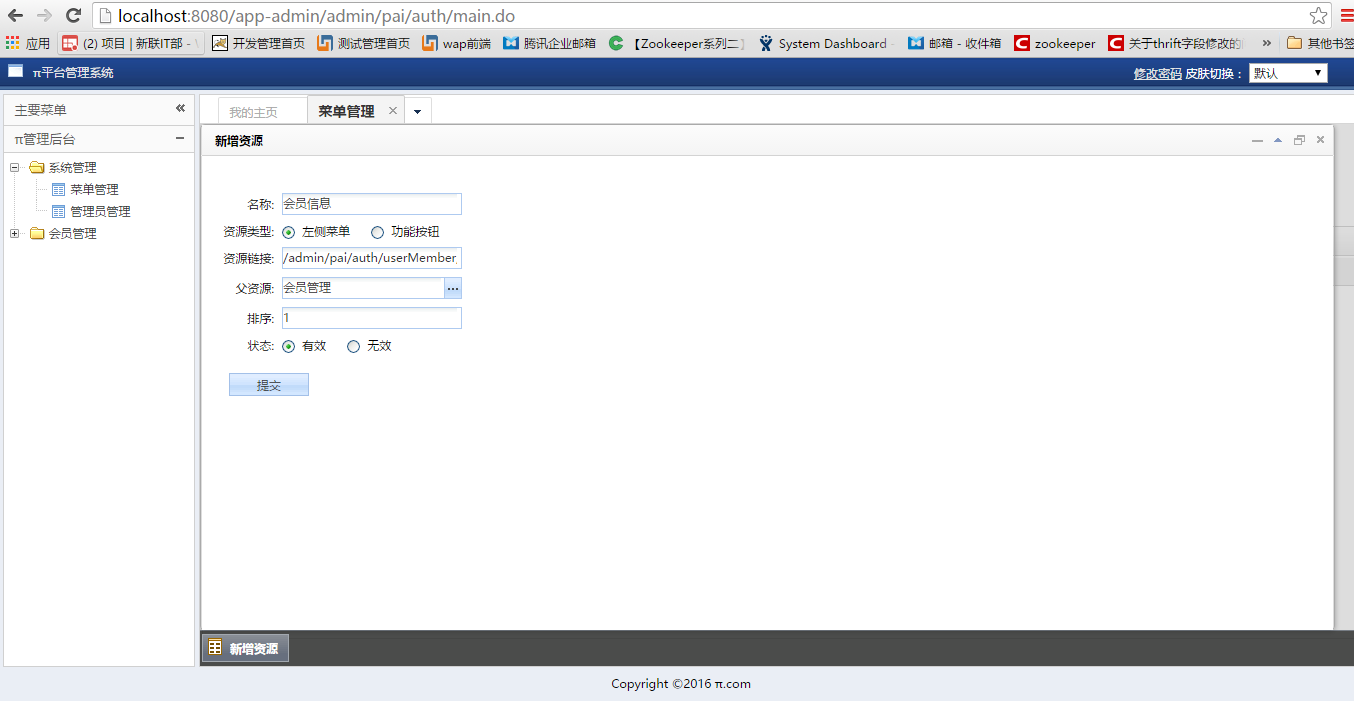 localhost:8080/app-admin/admin/pai/auth/main.do
应用 (2) 项目 | 新联IT部 - 开发管理首页 测试管理首页 wap前端 腾讯企业邮箱 【Zookeeper系列二】 System Dashboard 邮箱 - 收件箱 zookeeper 关于thrift字段修改的 » 其他书签
π平台管理系统 修改密码 皮肤切换： 默认
主要菜单
π管理后台
系统管理
菜单管理
管理员管理
会员管理
我的主页 菜单管理
新增资源
名称: 会员信息
资源类型: 左侧菜单 功能按钮
资源链接: /admin/pai/auth/userMember
父资源: 会员管理 ...
排序: 1
状态: 有效 无效
提交
新增资源
Copyright ©2016 π.com